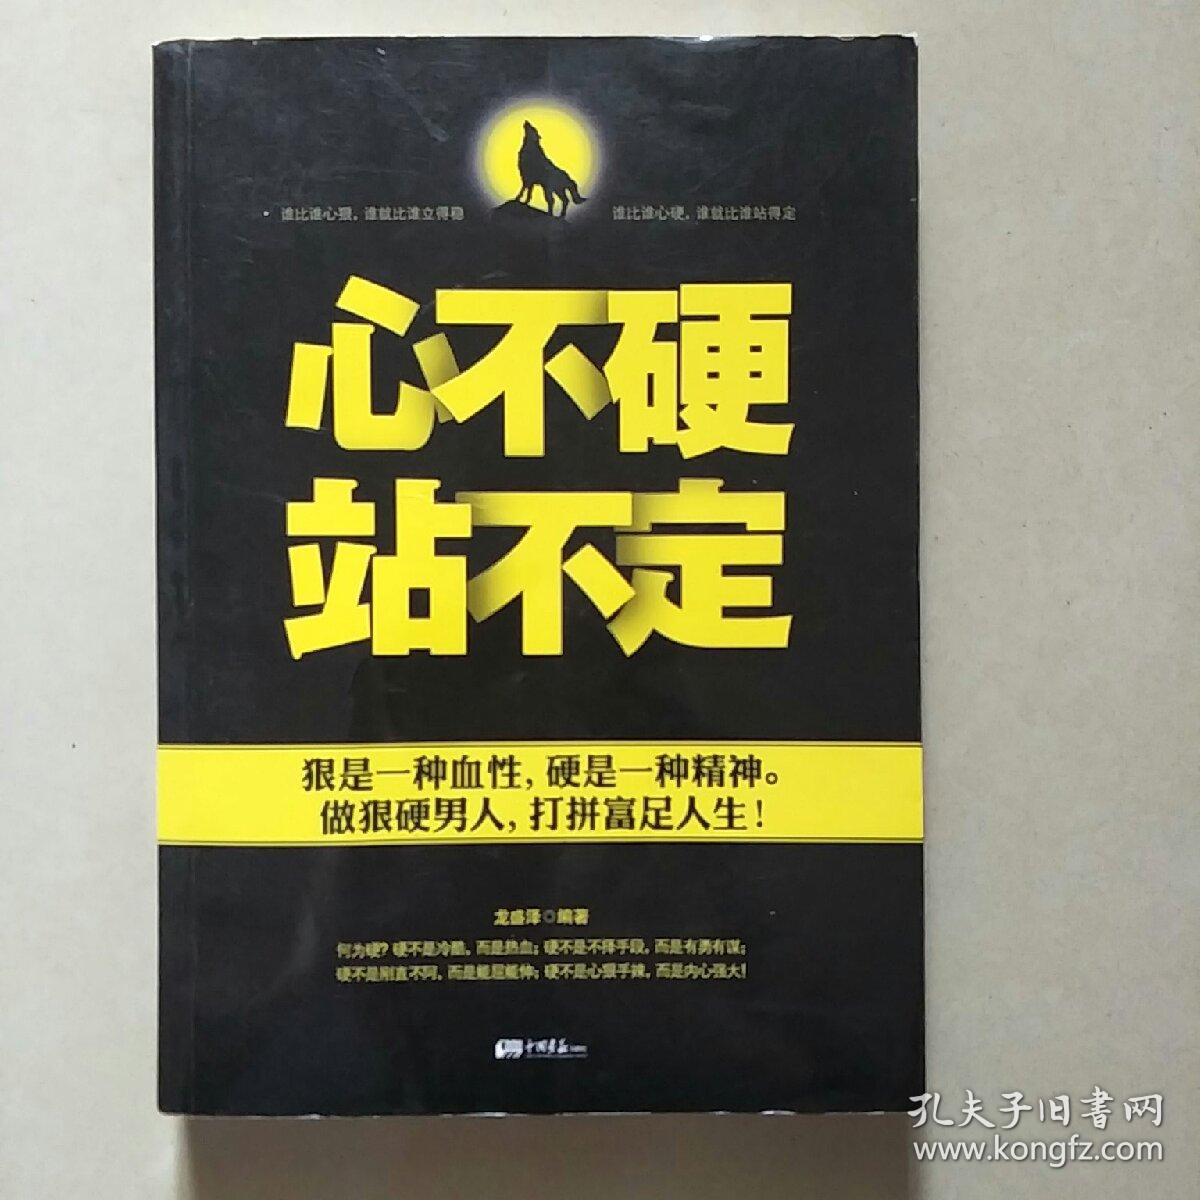 谁比谁心狠，谁就比谁立得稳
谁比谁心硬，谁就比谁站得定
心不硬
站不定
狠是一种血性，硬是一种精神。
做狠硬男人，打拼富足人生！
龙盛泽◎编著
何为硬？硬不是冷酷，而是热血；硬不是不择手段，而是有勇有谋；
硬不是刚直不阿，而是能屈能伸；硬不是心狠手辣，而是内心强大！
中国画报
孔夫子旧書网
www.kongfz.com